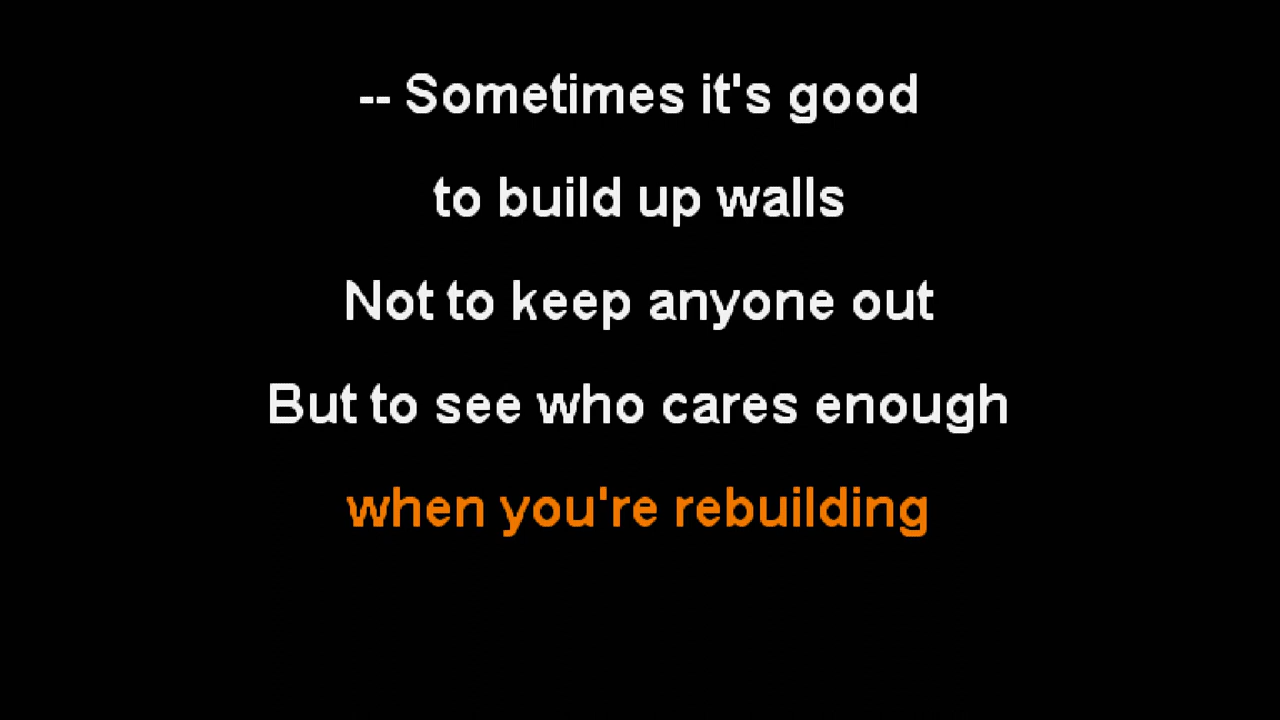 -- Sometimes it's good
to build up walls
Not to keep anyone out
But to see who cares enough
when you're rebuilding